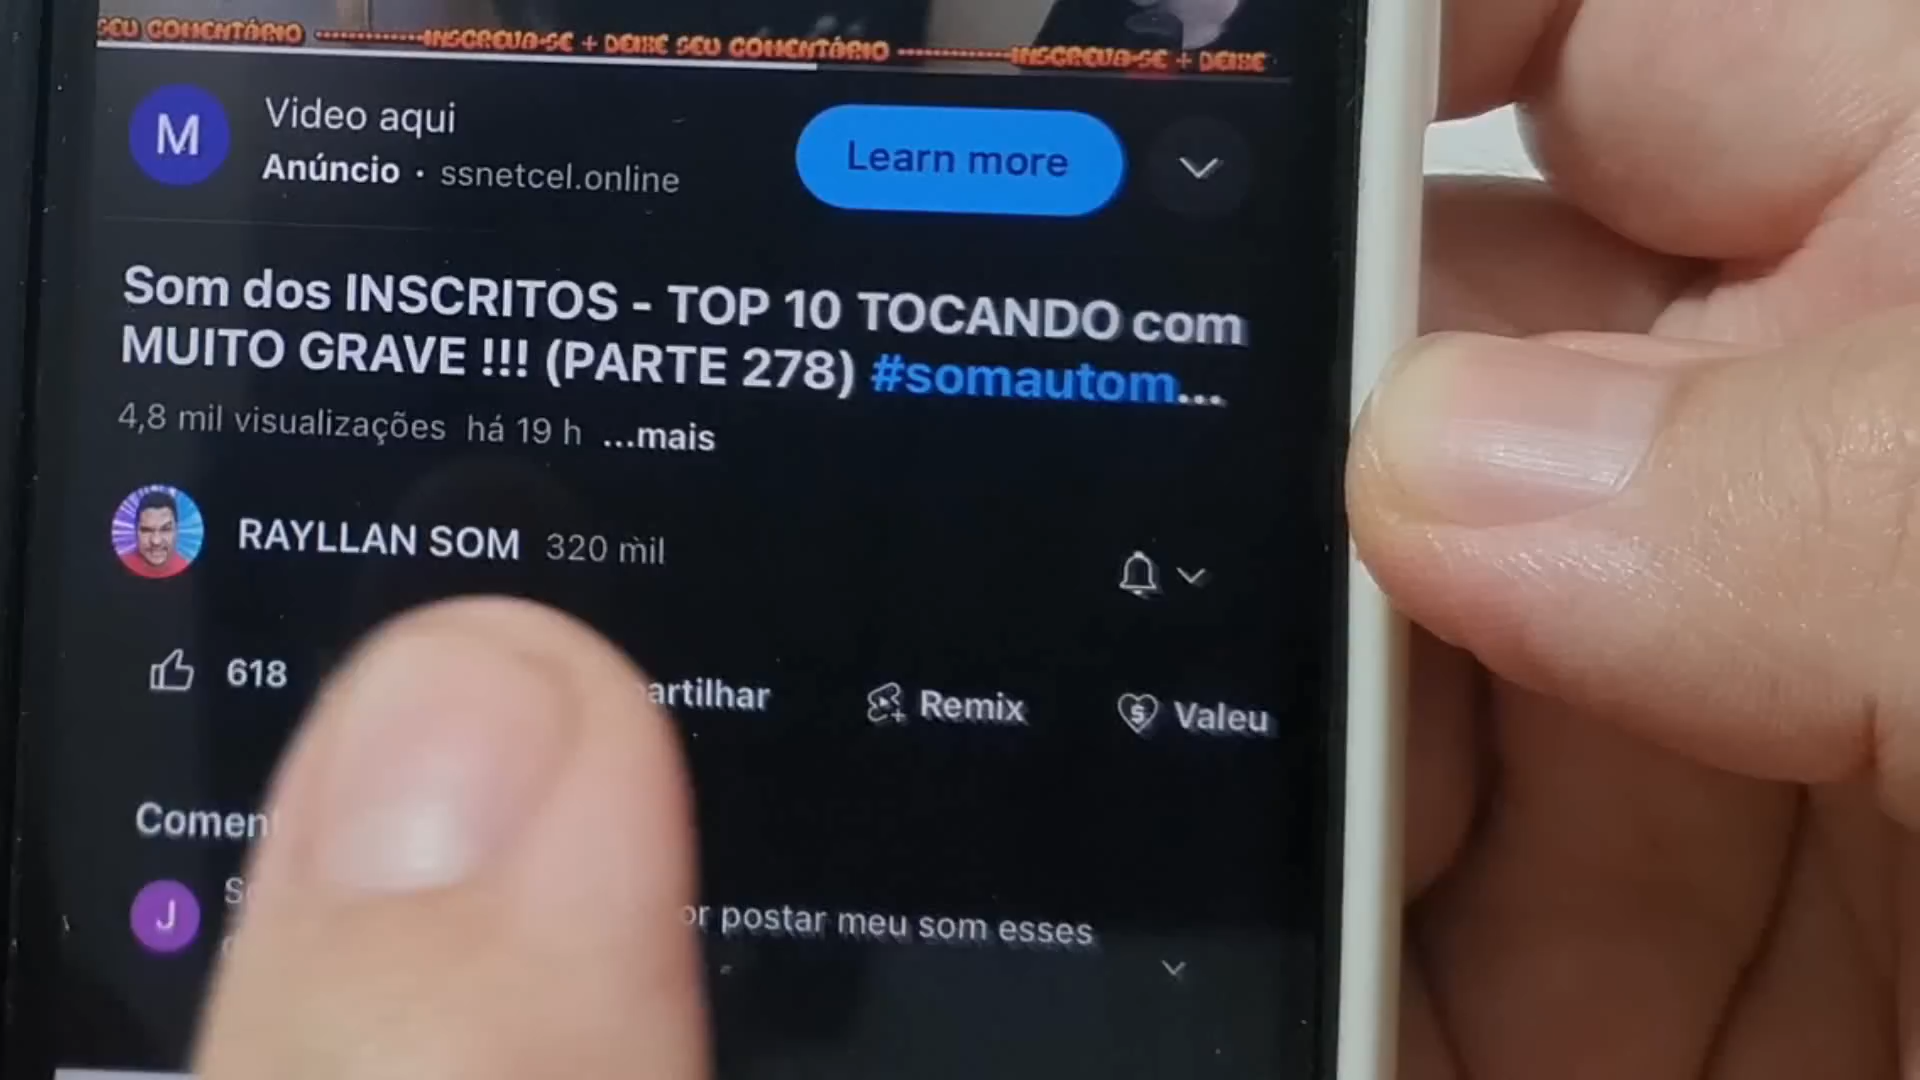 SEU COMENTÁRIO ------------INSCREVA-SE + DEIXE SEU COMENTÁRIO ------------INSCREVA-SE + DEIXE
M
Video aqui
Anúncio · ssnetcel.online
Learn more
Som dos INSCRITOS - TOP 10 TOCANDO com
MUITO GRAVE !!! (PARTE 278) #somautom...
4,8 mil visualizações há 19 h ...mais
RAYLLAN SOM 320 mil
618 artilhar Remix Valeu
Comen
J
or postar meu som esses